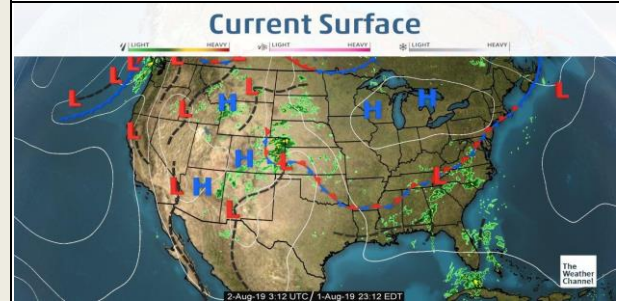 Current Surface
LIGHT HEAVY LIGHT HEAVY LIGHT HEAVY
L L L L
L L H L H H L
L L
H L
L H L
L
The
Weather
Channel
2-Aug-19 3:12 UTC / 1-Aug-19 23:12 EDT